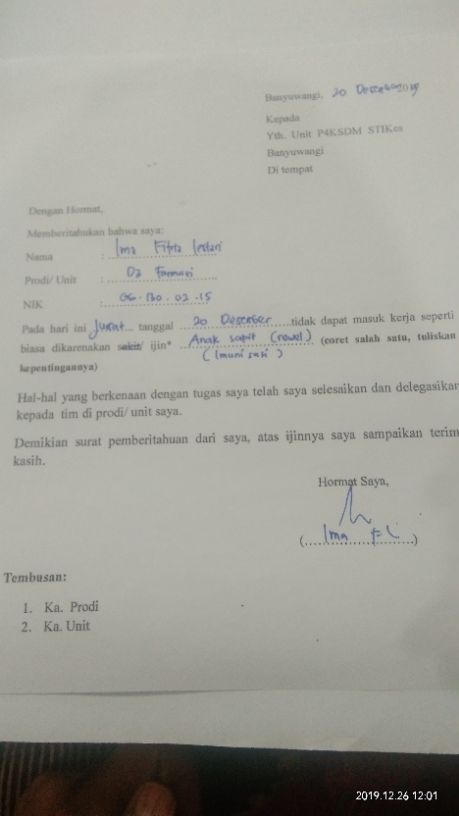 Banyuwangi, 20 December 2019
Kepada
Yth. Unit P4KSDM STIKes
Banyuwangi
Di tempat
Dengan Hormat,
Memberitahukan bahwa saya:
Nama : Ima Fitria Lestari
Prodi/ Unit : D3 Farmasi
NIK : 06.130.02.15
Pada hari ini Jumat tanggal 20 Desember tidak dapat masuk kerja seperti
biasa dikarenakan sakit/ ijin* Anak sakit (rewel) (coret salah satu, tuliskan
(Imunisasi)
kepentingannya)
Hal-hal yang berkenaan dengan tugas saya telah saya selesaikan dan delegasikan
kepada tim di prodi/ unit saya.
Demikian surat pemberitahuan dari saya, atas ijinnya saya sampaikan terim
kasih.
Hormat Saya,
(Ima F L)
Tembusan:
1. Ka. Prodi
2. Ka. Unit
2019.12.26 12:01